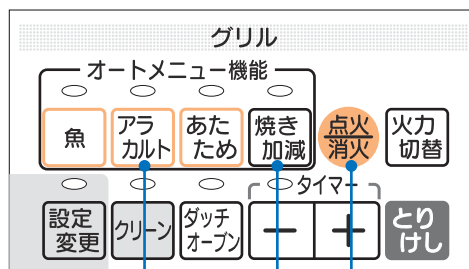 グリル
オートメニュー機能
魚
アラ
カルト
あた
ため
焼き
加減
点火
消火
火力
切替
タイマー
設定
変更
クリーン
ダッチ
オーブン
−
+
とり
けし